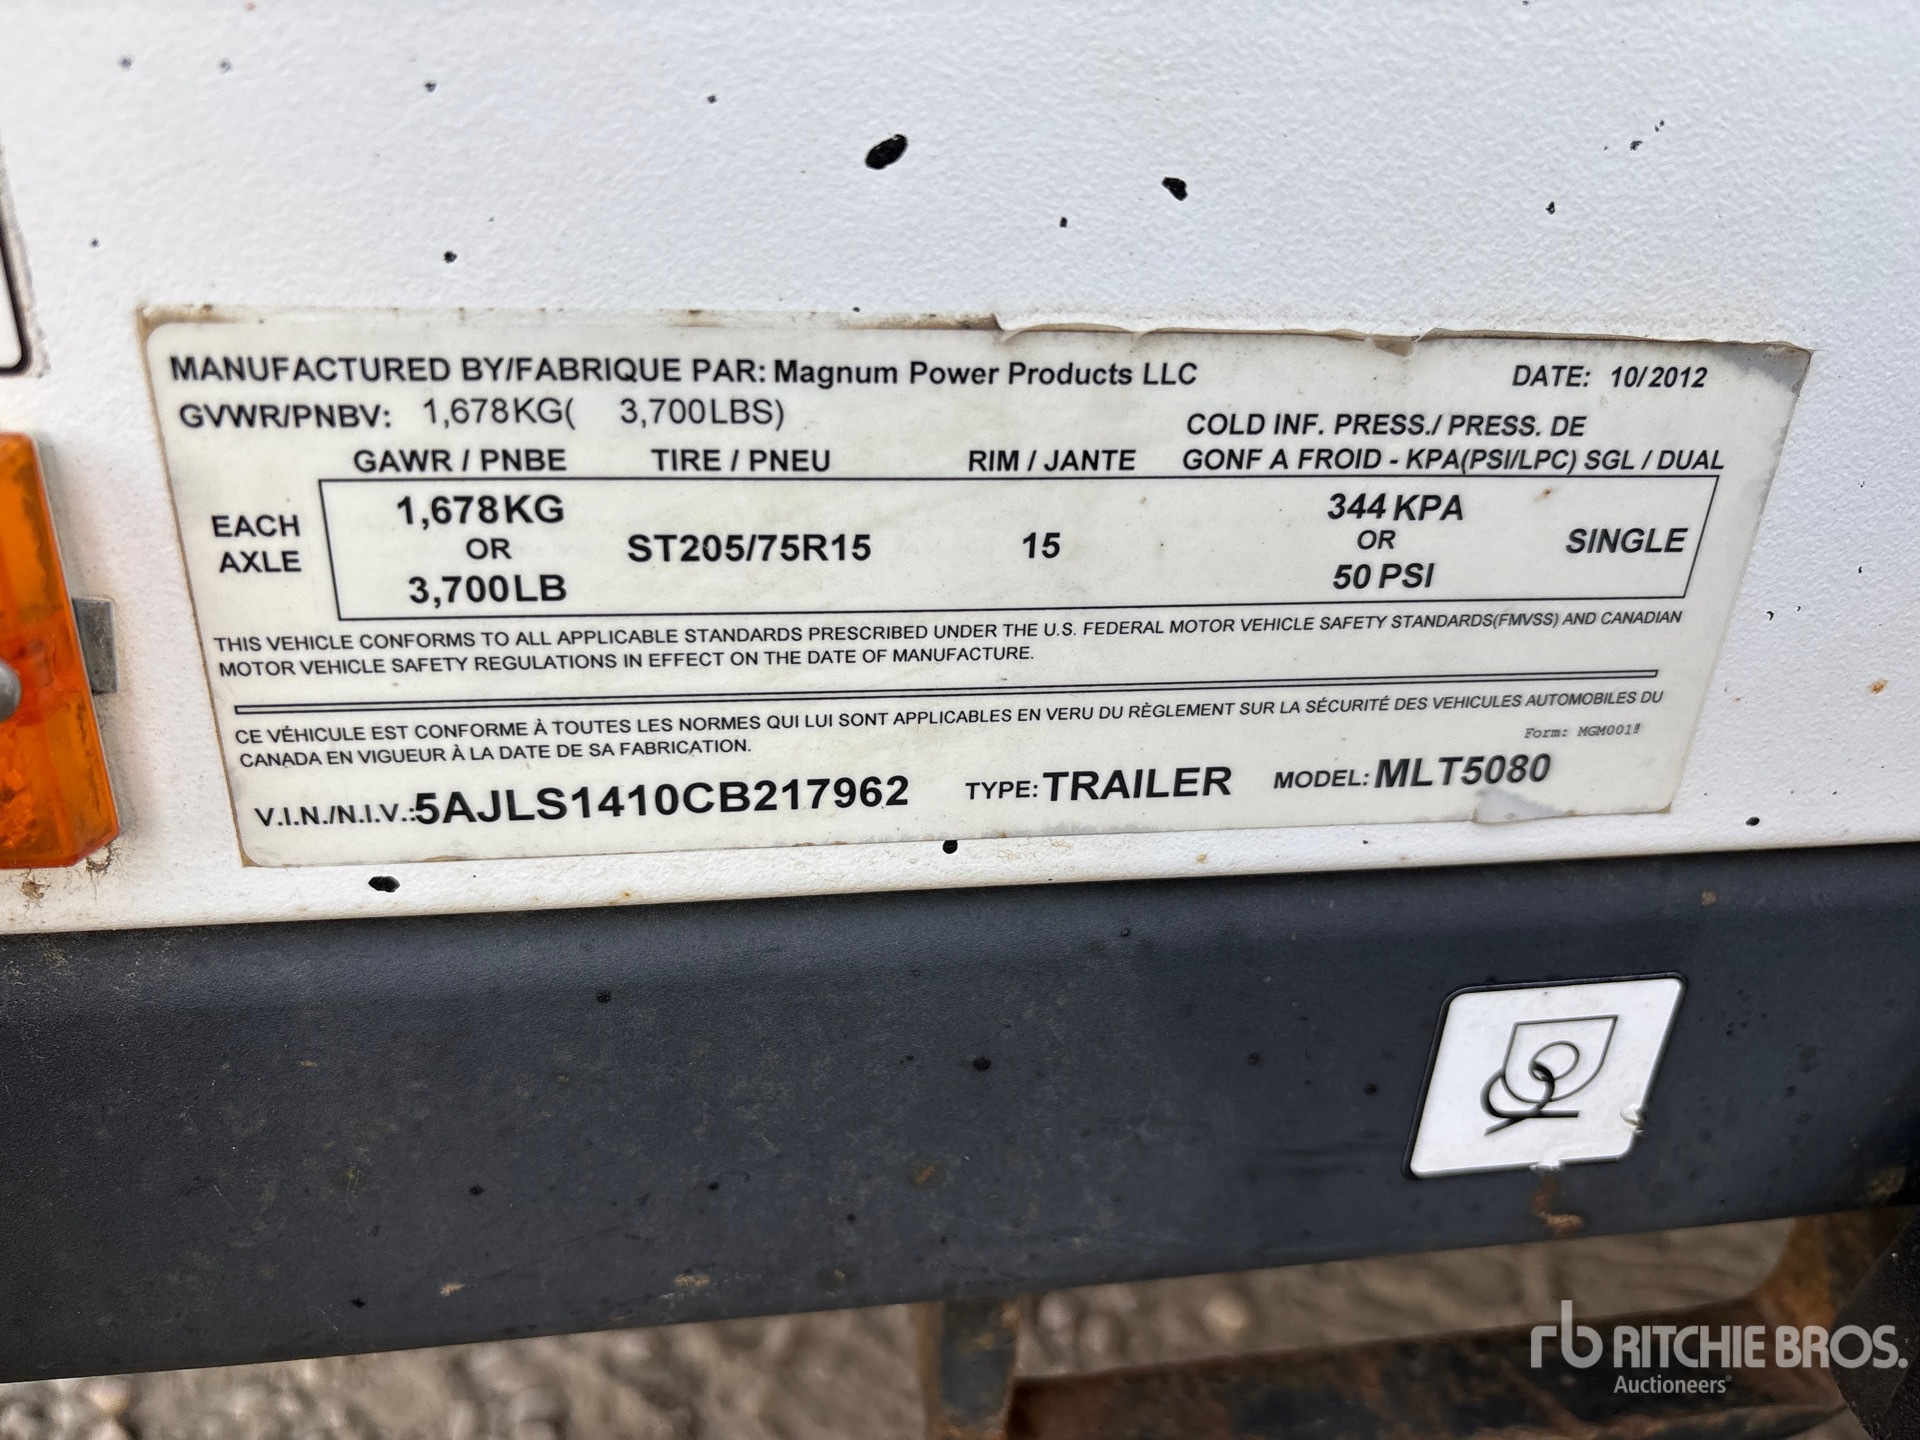 MANUFACTURED BY/FABRIQUE PAR: Magnum Power Products LLC DATE: 10/2012
GVWR/PNBV: 1,678KG( 3,700LBS)
COLD INF. PRESS./ PRESS. DE
GAWR / PNBE TIRE / PNEU RIM / JANTE GONF A FROID - KPA(PSI/LPC) SGL / DUAL
EACH
AXLE
1,678KG
OR
3,700LB
ST205/75R15
15
344 KPA
OR
50 PSI
SINGLE
THIS VEHICLE CONFORMS TO ALL APPLICABLE STANDARDS PRESCRIBED UNDER THE U.S. FEDERAL MOTOR VEHICLE SAFETY STANDARDS(FMVSS) AND CANADIAN
MOTOR VEHICLE SAFETY REGULATIONS IN EFFECT ON THE DATE OF MANUFACTURE.
CE VÉHICULE EST CONFORME À TOUTES LES NORMES QUI LUI SONT APPLICABLES EN VERU DU RÈGLEMENT SUR LA SÉCURITÉ DES VEHICULES AUTOMOBILES DU
CANADA EN VIGUEUR À LA DATE DE SA FABRICATION.
Form:
V.I.N./N.I.V.:5AJLS1410CB217962 TYPE: TRAILER MODEL: MLT5080
rb RITCHIE BROS.
Auctioneers